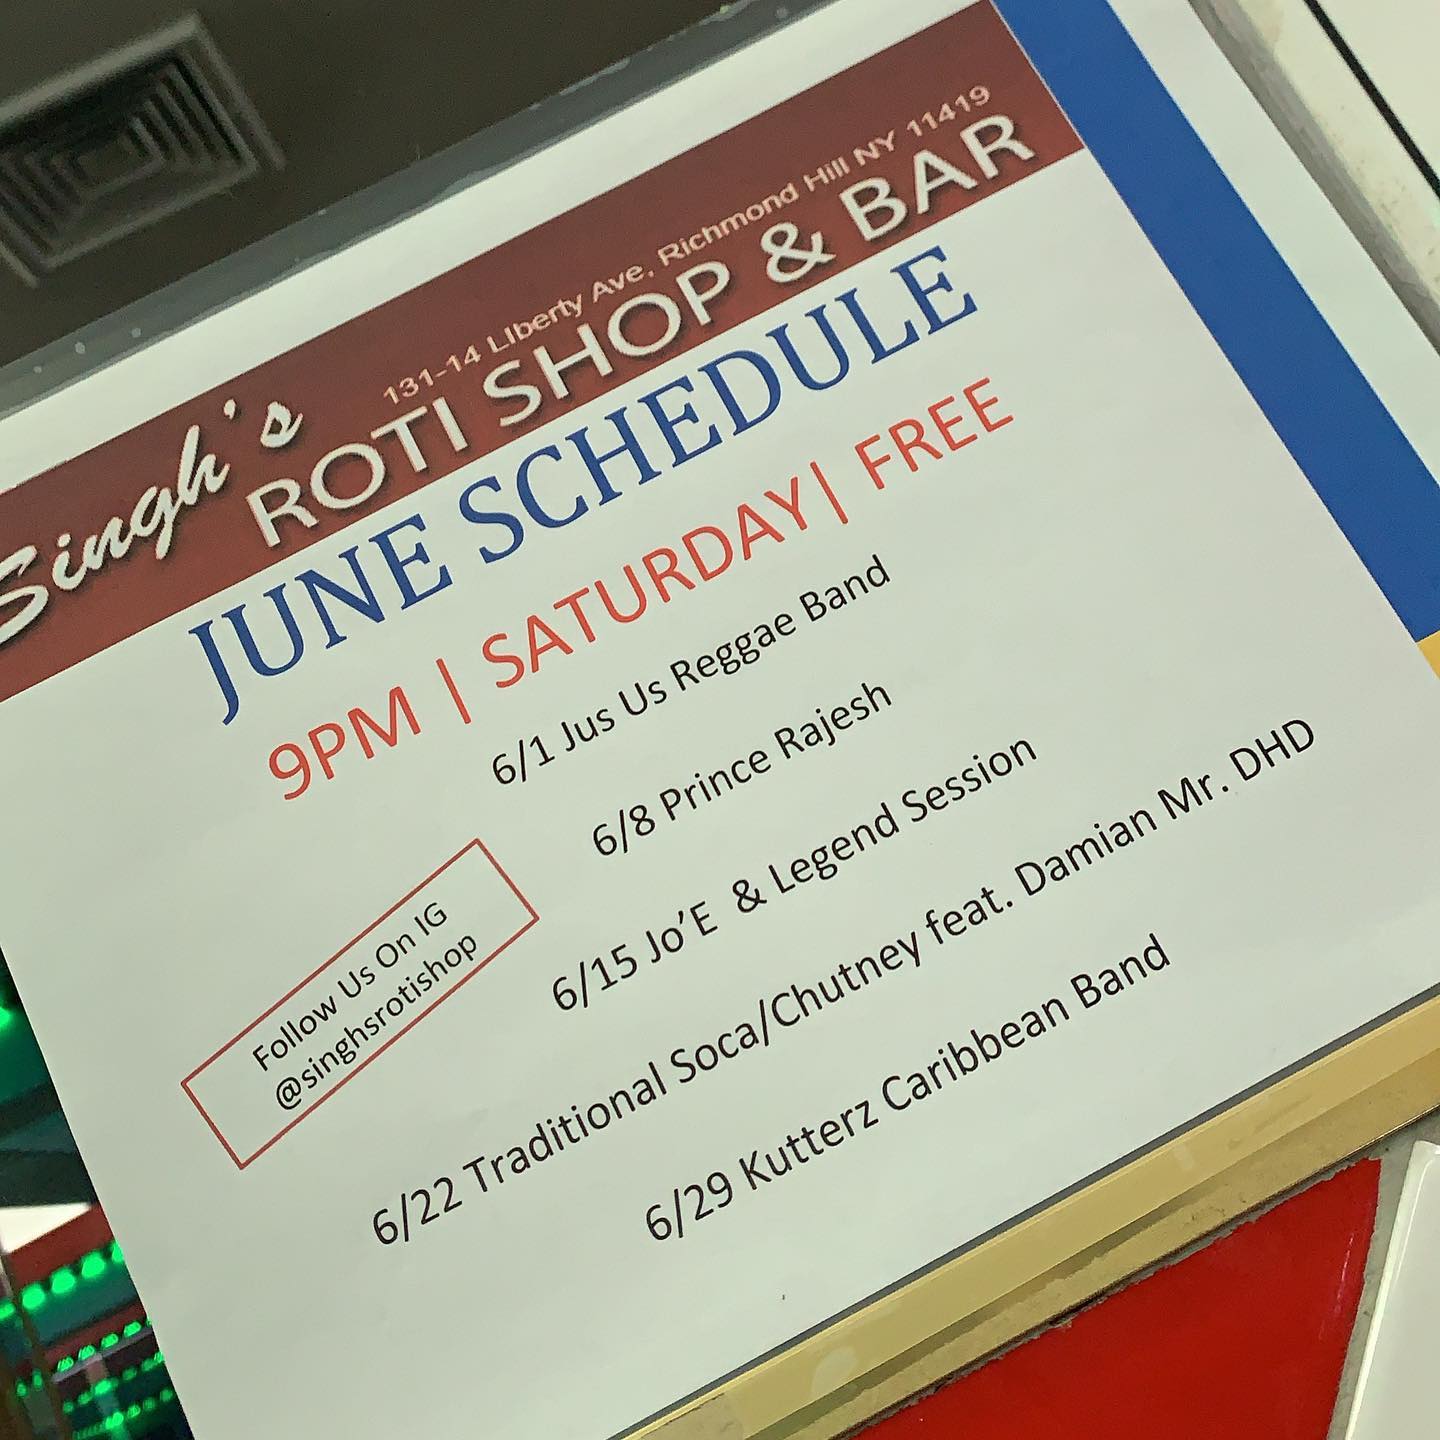 Singh's
131-14 LIberty Ave, Richmond Hill NY 11419
ROTI SHOP & BAR
JUNE SCHEDULE
9PM | SATURDAY| FREE
6/1 Jus Us Reggae Band
6/8 Prince Rajesh
6/15 Jo’E & Legend Session
6/22 Traditional Soca/Chutney feat. Damian Mr. DHD
6/29 Kutterz Caribbean Band
Follow Us On IG
@singhsrotishop